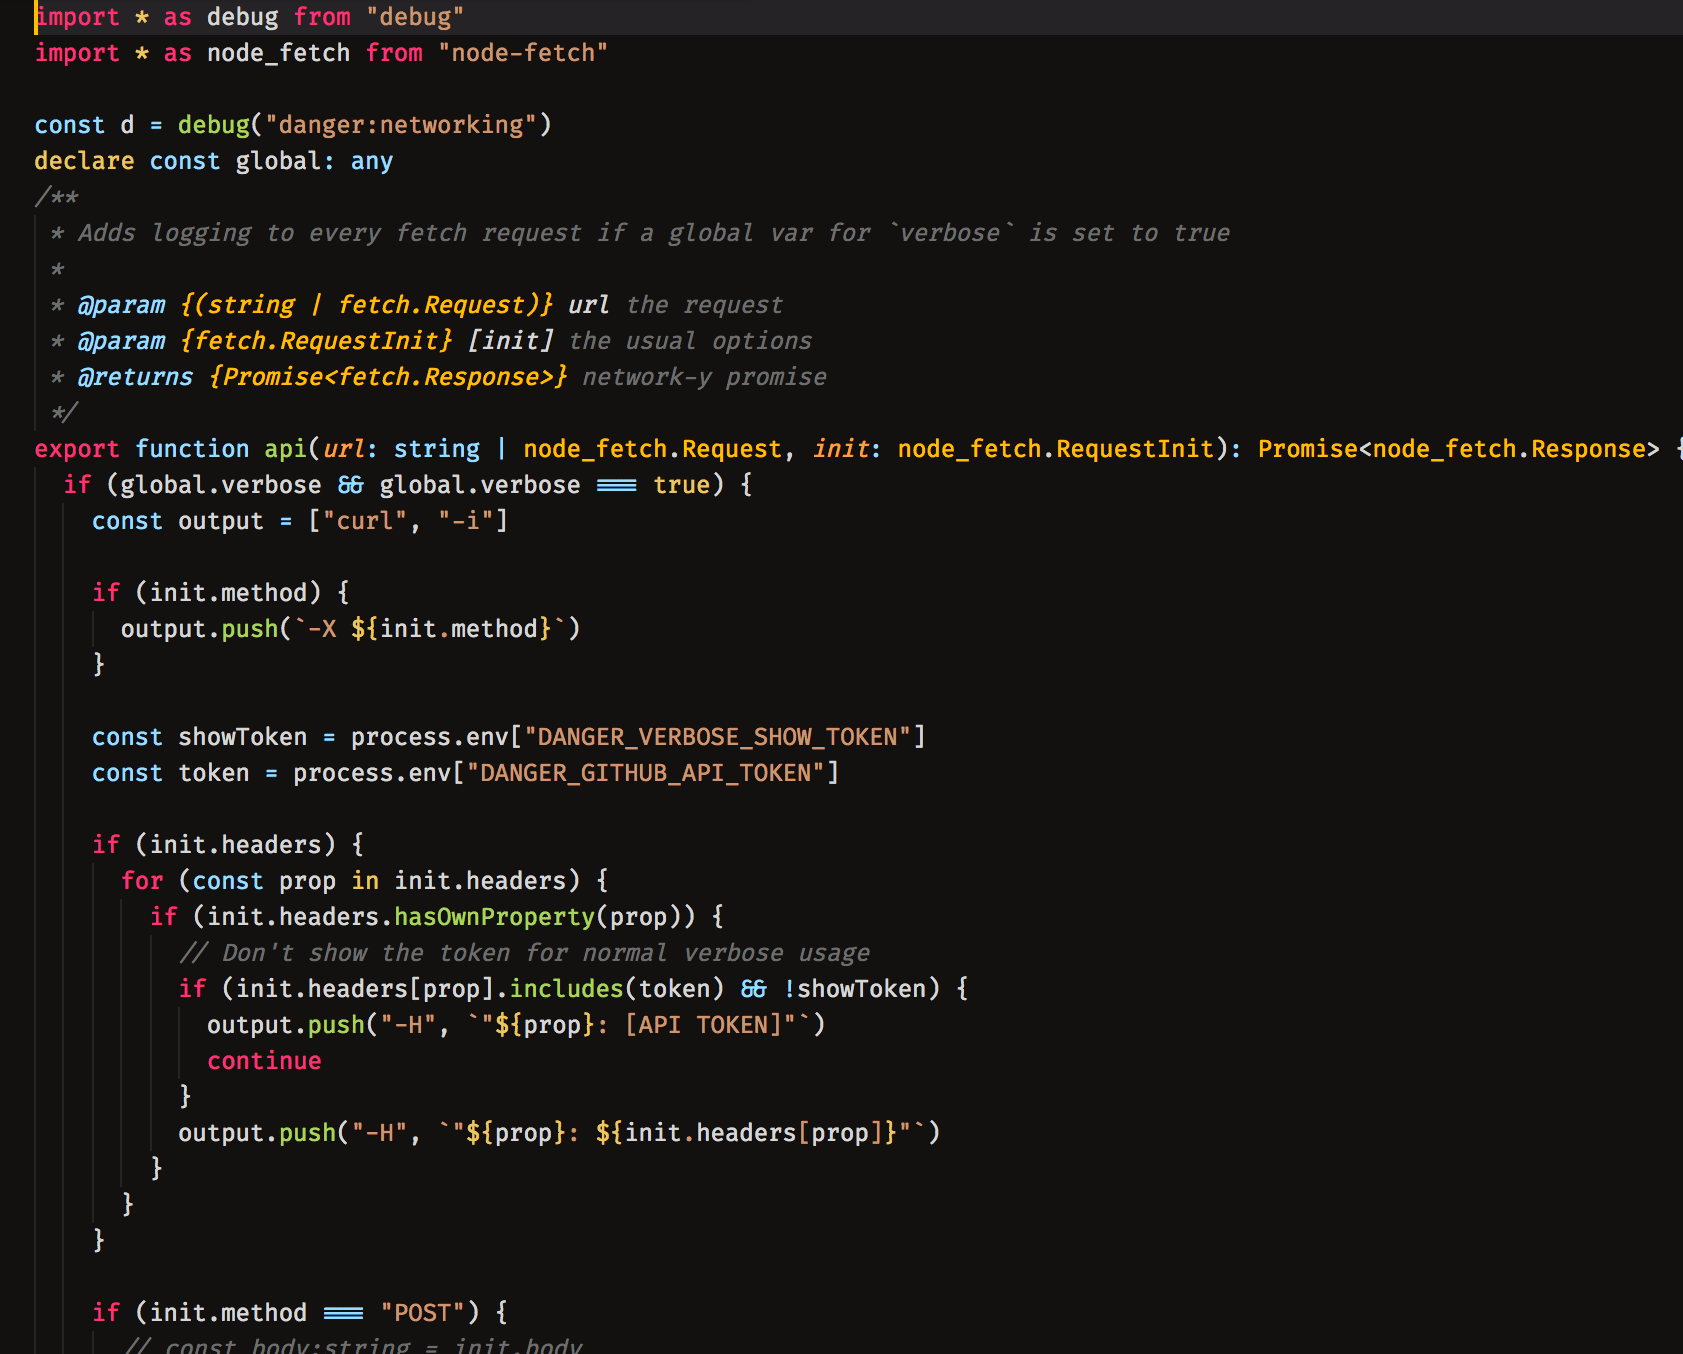 import * as debug from "debug"
import * as node_fetch from "node-fetch"

const d = debug("danger:networking")
declare const global: any
/**
 * Adds logging to every fetch request if a global var for `verbose` is set to true
 *
 * @param {(string | fetch.Request)} url the request
 * @param {fetch.RequestInit} [init] the usual options
 * @returns {Promise<fetch.Response>} network-y promise
 */
export function api(url: string | node_fetch.Request, init: node_fetch.RequestInit): Promise<node_fetch.Response> {
  if (global.verbose && global.verbose === true) {
    const output = ["curl", "-i"]

    if (init.method) {
      output.push(`-X ${init.method}`)
    }

    const showToken = process.env["DANGER_VERBOSE_SHOW_TOKEN"]
    const token = process.env["DANGER_GITHUB_API_TOKEN"]

    if (init.headers) {
      for (const prop in init.headers) {
        if (init.headers.hasOwnProperty(prop)) {
          // Don't show the token for normal verbose usage
          if (init.headers[prop].includes(token) && !showToken) {
            output.push("-H", `"${prop}: [API TOKEN]"`)
            continue
          }
          output.push("-H", `"${prop}: ${init.headers[prop]}"`)
        }
      }
    }

    if (init.method === "POST") {
      // const body:string = init.body